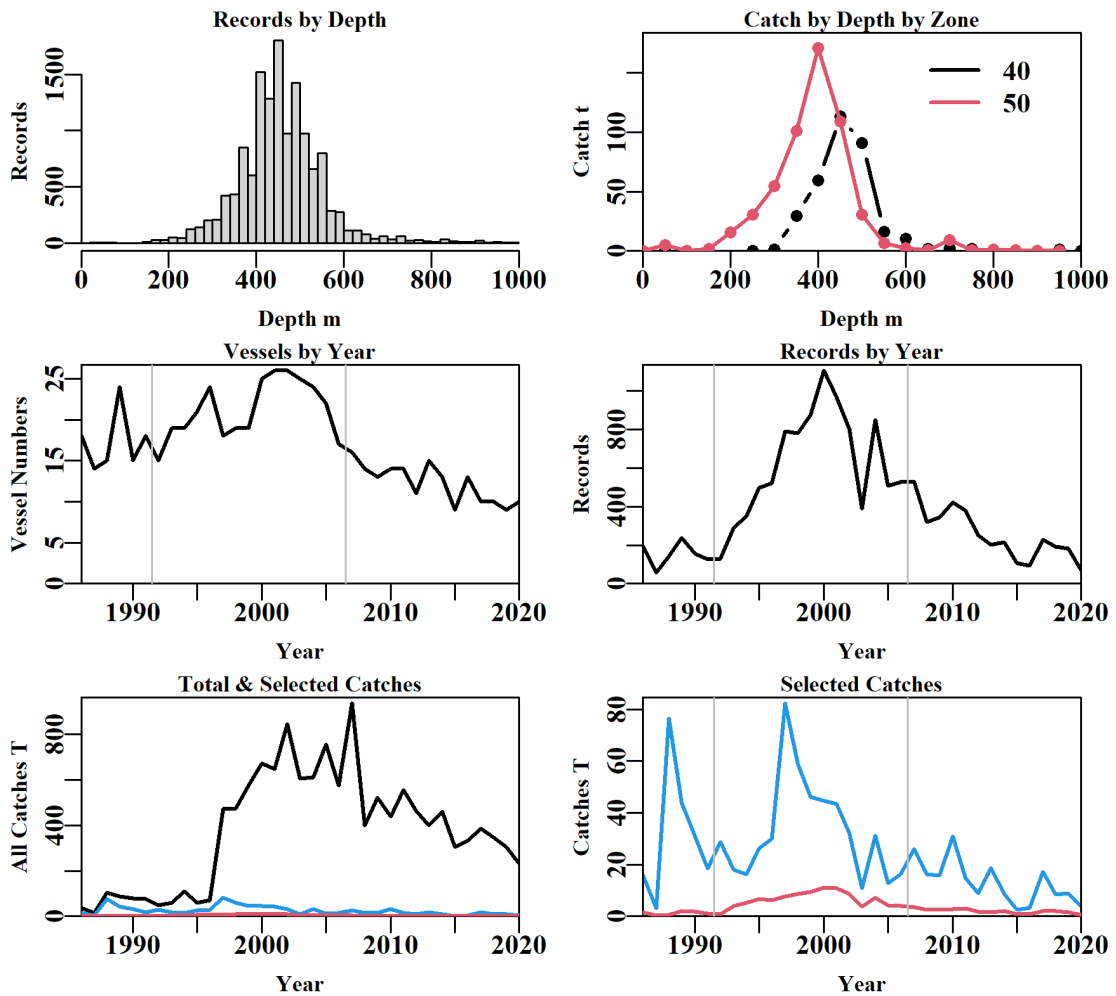 Records by Depth
Records
0 500 1500
0 200 400 600 800 1000
Depth m
Catch by Depth by Zone
Catch t
0 50 100
40
50
0 200 400 600 800 1000
Depth m
Vessels by Year
Vessel Numbers
0 5 15 25
1990 2000 2010 2020
Year
Records by Year
Records
0 400 800
1990 2000 2010 2020
Year
Total & Selected Catches
All Catches T
0 400 800
1990 2000 2010 2020
Year
Selected Catches
Catches T
0 20 40 60 80
1990 2000 2010 2020
Year